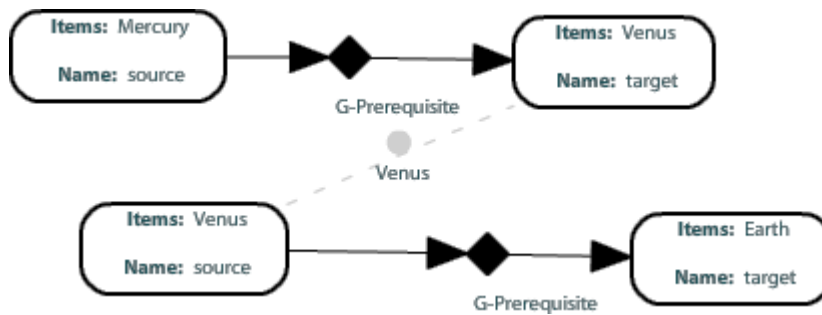 Items: Mercury
Name: source
Items: Venus
Name: target
G-Prerequisite
Venus
Items: Venus
Name: source
Items: Earth
Name: target
G-Prerequisite